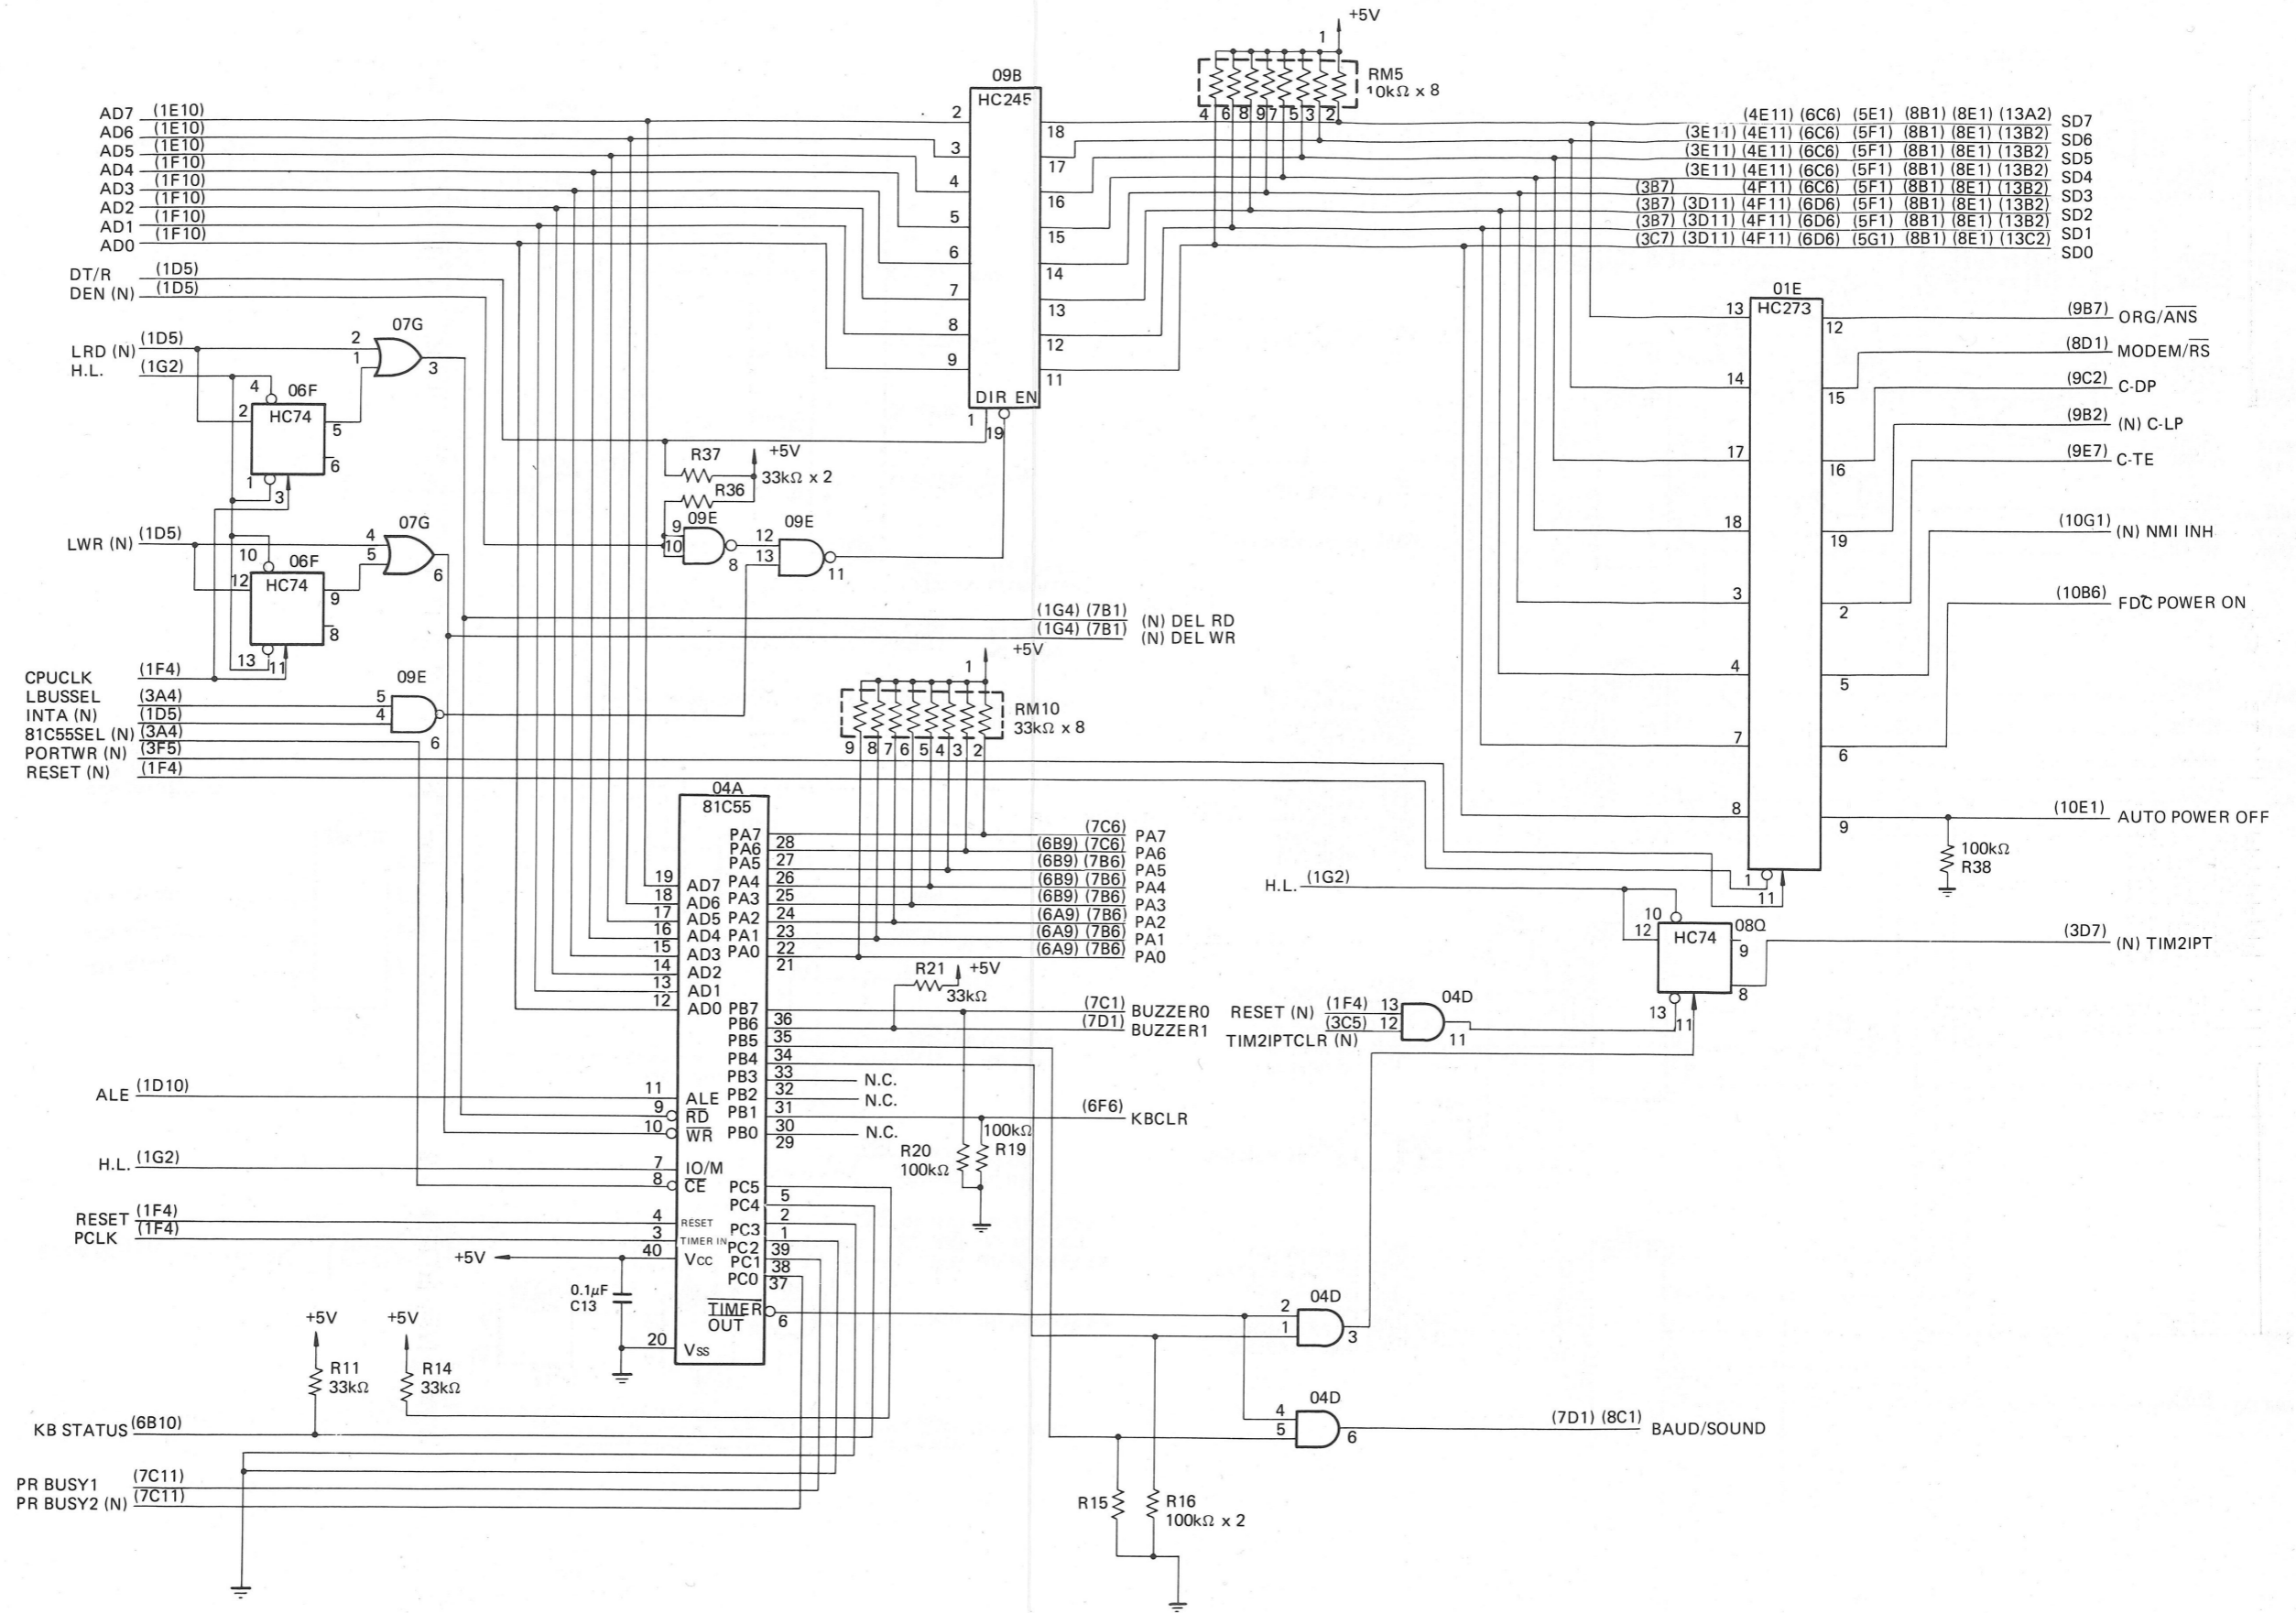 +5V
1
RM5
10kΩ x 8
4 6 8 9 7 5 3 2
09B
HC245
AD7 (1E10)
AD6 (1E10)
AD5 (1E10)
AD4 (1F10)
AD3 (1F10)
AD2 (1F10)
AD1 (1F10)
AD0 (1F10)
2 18
3 17
4 16
5 15
6 14
7 13
8 12
9 11
DIR EN
1 19
(4E11) (6C6) (5E1) (8B1) (8E1) (13A2) SD7
(3E11) (4E11) (6C6) (5F1) (8B1) (8E1) (13B2) SD6
(3E11) (4E11) (6C6) (5F1) (8B1) (8E1) (13B2) SD5
(3E11) (4E11) (6C6) (5F1) (8B1) (8E1) (13B2) SD4
(3B7) (4F11) (6C6) (5F1) (8B1) (8E1) (13B2) SD3
(3B7) (3D11) (4F11) (6D6) (5F1) (8B1) (8E1) (13B2) SD2
(3B7) (3D11) (4F11) (6D6) (5F1) (8B1) (8E1) (13B2) SD1
(3C7) (3D11) (4F11) (6D6) (5G1) (8B1) (8E1) (13C2) SD0
DT/R (1D5)
DEN (N) (1D5)
07G
2
1
3
LRD (N) (1D5)
H.L. (1G2)
4 06F
2 HC74 5
6
1 3
R37
+5V
33kΩ x 2
R36
09E
9
10
8
09E
12
13
11
LWR (N) (1D5)
07G
4
5
6
10 06F
12 HC74 9
8
13 11
(1G4) (7B1) (N) DEL RD
(1G4) (7B1) (N) DEL WR
CPUCLK (1F4)
LBUSSEL (3A4)
INTA (N) (1D5)
81C55SEL (N) (3A4)
PORTWR (N) (3F5)
RESET (N) (1F4)
09E
5
4
6
+5V
1
RM10
33kΩ x 8
9 8 7 6 5 4 3 2
01E
HC273
13 12 (9B7) ORG/ANS
14 15 (8D1) MODEM/RS
17 16 (9C2) C-DP
18 19 (9B2) (N) C-LP
3 2 (9E7) C-TE
4 5 (10G1) (N) NMI INH
7 6 (10B6) FDC POWER ON
8 9 (10E1) AUTO POWER OFF
1
11
100kΩ
R38
04A
81C55
PA7 28 (7C6) PA7
PA6 27 (6B9) (7C6) PA6
PA5 26 (6B9) (7B6) PA5
PA4 25 (6B9) (7B6) PA4
PA3 24 (6B9) (7B6) PA3
PA2 23 (6A9) (7B6) PA2
PA1 22 (6A9) (7B6) PA1
PA0 21 (6A9) (7B6) PA0
19 AD7
18 AD6
17 AD5
16 AD4
15 AD3
14 AD2
13 AD1
12 AD0
R21
+5V
33kΩ
PB7 36 (7C1) BUZZER0
PB6 35 (7D1) BUZZER1
PB5 34
PB4 33
PB3 32 N.C.
PB2 31 N.C.
PB1 30 (6F6) KBCLR
PB0 29 N.C.
R20
100kΩ
100kΩ
R19
ALE (1D10) 11 ALE
9 RD
10 WR
H.L. (1G2) 7 IO/M
8 CE
RESET (1F4) 4 RESET
PCLK (1F4) 3 TIMER IN
+5V 40 Vcc
0.1μF
C13
20 Vss
PC5 5
PC4 2
PC3 1
PC2 39
PC1 38
PC0 37
TIMER OUT 6
H.L. (1G2)
10 08Q
12 HC74 9
8
13 11
(3D7) (N) TIM2IPT
RESET (N) (1F4) 13
TIM2IPTCLR (N) (3C5) 12
04D
11
04D
2
1
3
04D
4
5
6
(7D1) (8C1) BAUD/SOUND
+5V
R11
33kΩ
+5V
R14
33kΩ
KB STATUS (6B10)
PR BUSY1 (7C11)
PR BUSY2 (N) (7C11)
R15
R16
100kΩ x 2